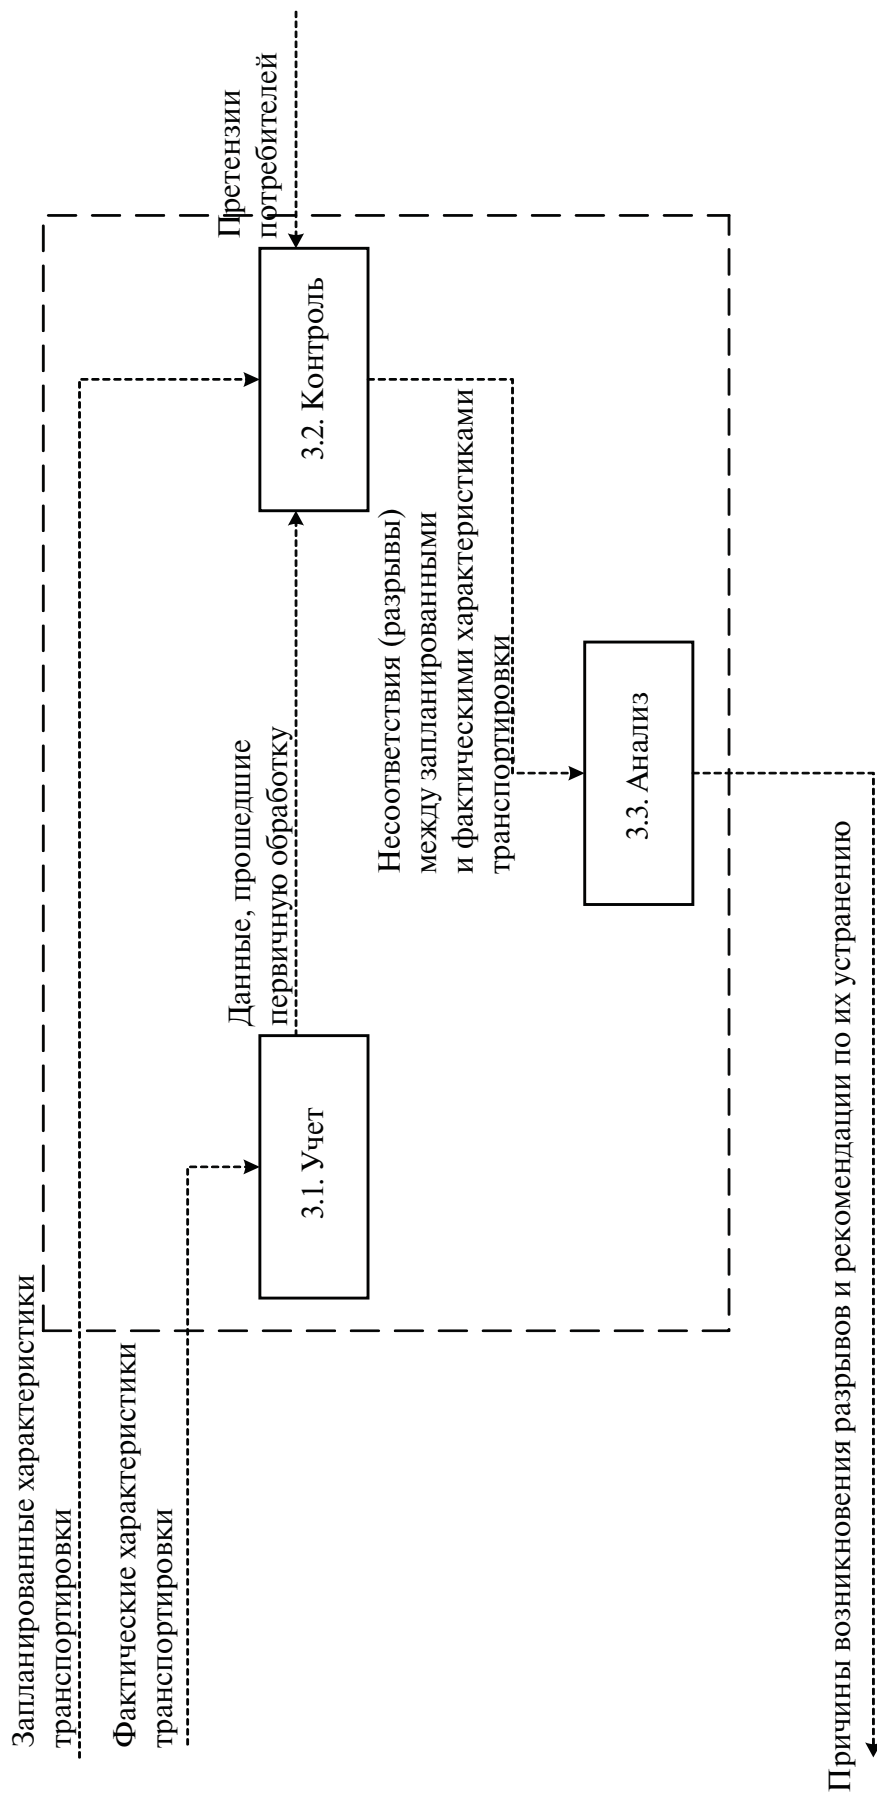 Запланированные характеристики
транспортировки
Фактические характеристики
транспортировки
3.1. Учет
Данные, прошедшие
первичную обработку
3.2. Контроль
Претензии
потребителей
Несоответствия (разрывы)
между запланированными
и фактическими характеристиками
транспортировки
3.3. Анализ
Причины возникновения разрывов и рекомендации по их устранению